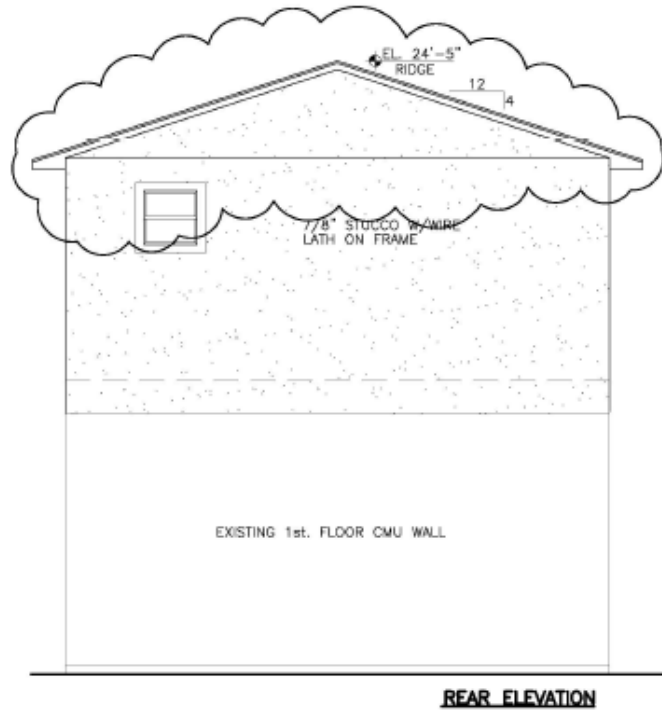 EL. 24'-5"
RIDGE
12
4
7/8" STUCCO W/WIRE
LATH ON FRAME
EXISTING 1st. FLOOR CMU WALL
REAR ELEVATION